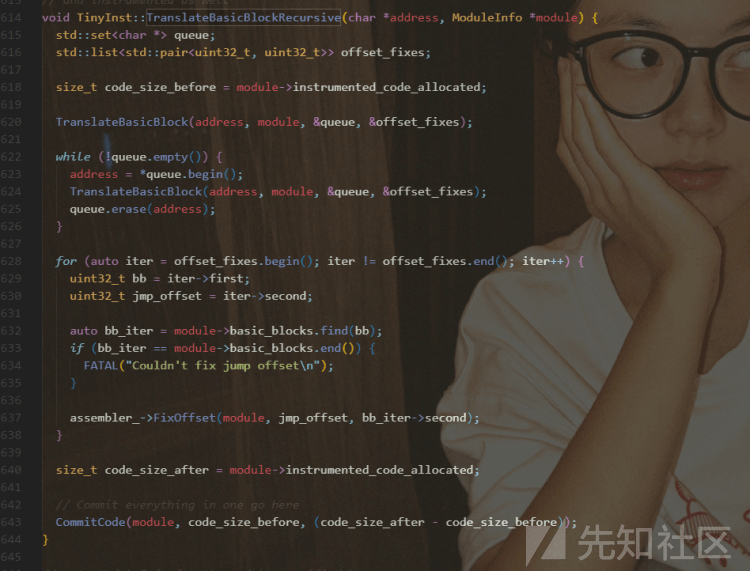 613 // and instrumented as well
614 void TinyInst::TranslateBasicBlockRecursive(char *address, ModuleInfo *module) {
615   std::set<char *> queue;
616   std::list<std::pair<uint32_t, uint32_t>> offset_fixes;
617
618   size_t code_size_before = module->instrumented_code_allocated;
619
620   TranslateBasicBlock(address, module, &queue, &offset_fixes);
621
622   while (!queue.empty()) {
623     address = *queue.begin();
624     TranslateBasicBlock(address, module, &queue, &offset_fixes);
625     queue.erase(address);
626   }
627
628   for (auto iter = offset_fixes.begin(); iter != offset_fixes.end(); iter++) {
629     uint32_t bb = iter->first;
630     uint32_t jmp_offset = iter->second;
631
632     auto bb_iter = module->basic_blocks.find(bb);
633     if (bb_iter == module->basic_blocks.end()) {
634       FATAL("Couldn't fix jump offset\n");
635     }
636
637     assembler_->FixOffset(module, jmp_offset, bb_iter->second);
638   }
639
640   size_t code_size_after = module->instrumented_code_allocated;
641
642   // Commit everything in one go here
643   CommitCode(module, code_size_before, (code_size_after - code_size_before));
644 }
645
先知社区